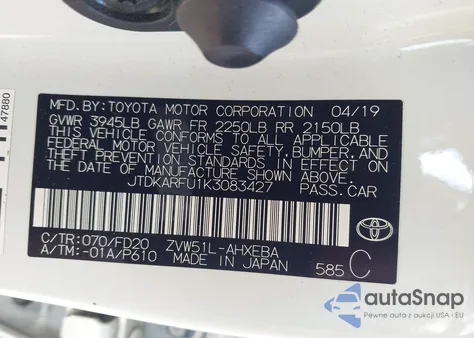 47880
MFD.BY:TOYOTA MOTOR CORPORATION 04/19
GVWR 3945LB GAWR FR 2250LB RR 2150LB
THIS VEHICLE CONFORMS TO ALL APPLICABLE
FEDERAL MOTOR VEHICLE SAFETY,BUMPER,AND
THEFT PREVENTION STANDARDS IN EFFECT ON
THE DATE OF MANUFACTURE SHOWN ABOVE.
JTDKARFU1K3083427 PASS.CAR
C/TR:070/FD20 ZVW51L-AHXEBA
A/TM:-01A/P610 MADE IN JAPAN
585 C
TOYOTA
autoSnap
Pewne auta z USA i EU